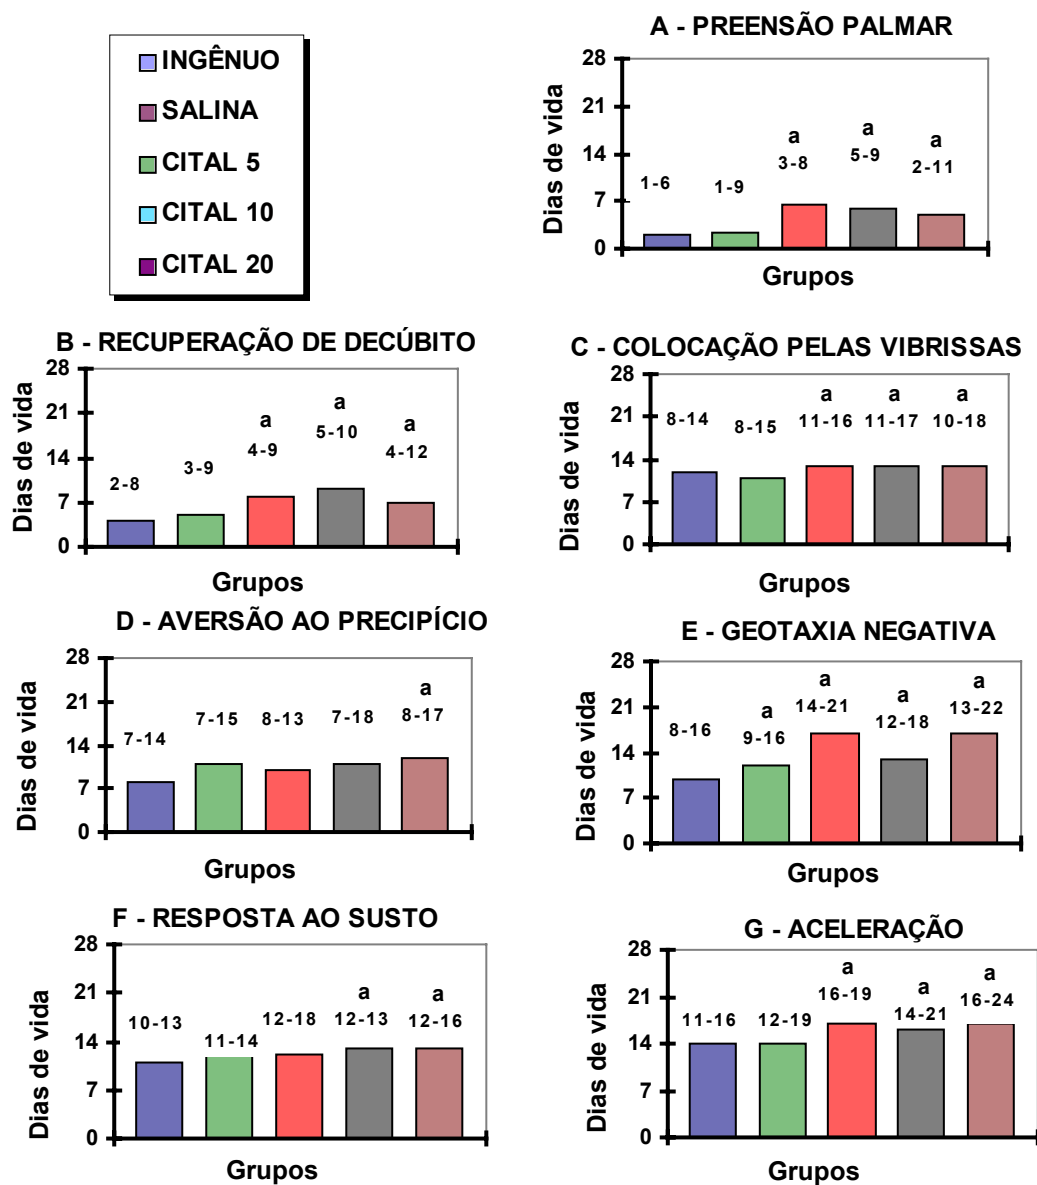 INGÊNUO
SALINA
CITAL 5
CITAL 10
CITAL 20
A - PREENSÃO PALMAR
Dias de vida
28
21
14
7
0
1-6
1-9
a
3-8
a
5-9
a
2-11
Grupos
B - RECUPERAÇÃO DE DECÚBITO
Dias de vida
28
21
14
7
0
2-8
3-9
a
4-9
a
5-10
a
4-12
Grupos
C - COLOCAÇÃO PELAS VIBRISSAS
Dias de vida
28
21
14
7
0
8-14
8-15
a
11-16
a
11-17
a
10-18
Grupos
D - AVERSÃO AO PRECIPÍCIO
Dias de vida
28
21
14
7
0
7-14
7-15
8-13
7-18
a
8-17
Grupos
E - GEOTAXIA NEGATIVA
Dias de vida
28
21
14
7
0
8-16
a
9-16
a
14-21
a
12-18
a
13-22
Grupos
F - RESPOSTA AO SUSTO
Dias de vida
28
21
14
7
0
10-13
11-14
12-18
a
12-13
a
12-16
Grupos
G - ACELERAÇÃO
Dias de vida
28
21
14
7
0
11-16
12-19
a
16-19
a
14-21
a
16-24
Grupos